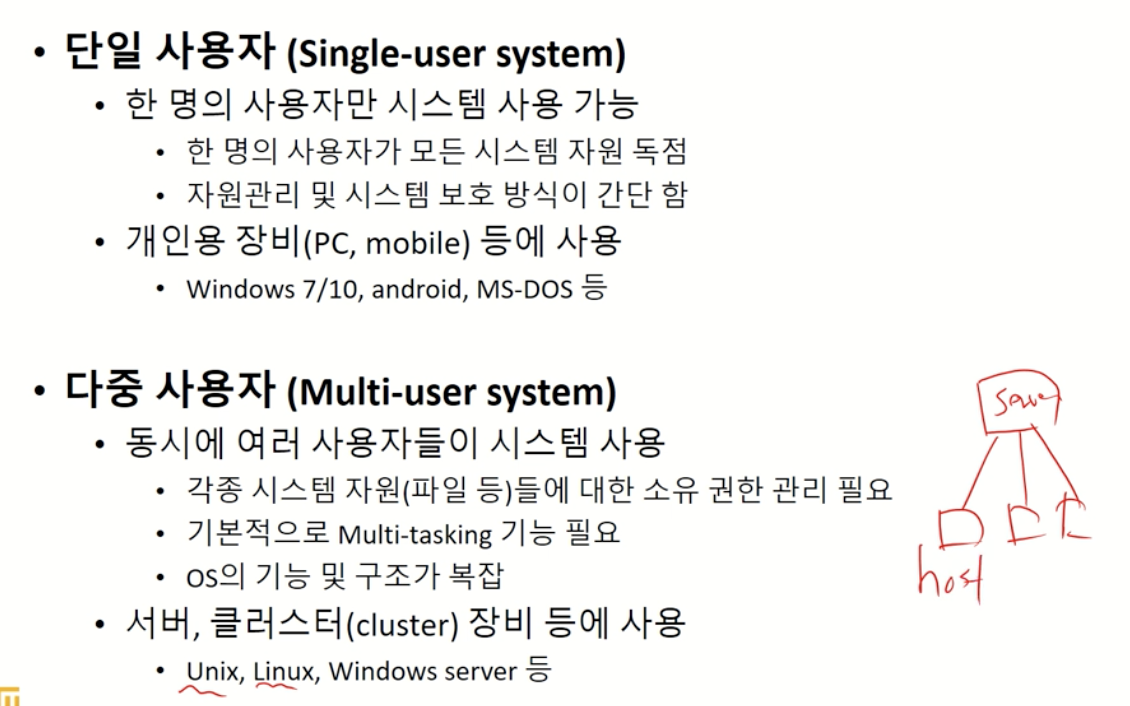 • 단일 사용자 (Single-user system)
• 한 명의 사용자만 시스템 사용 가능
• 한 명의 사용자가 모든 시스템 자원 독점
• 자원관리 및 시스템 보호 방식이 간단 함
• 개인용 장비(PC, mobile) 등에 사용
• Windows 7/10, android, MS-DOS 등
• 다중 사용자 (Multi-user system)
• 동시에 여러 사용자들이 시스템 사용
• 각종 시스템 자원(파일 등)들에 대한 소유 권한 관리 필요
• 기본적으로 Multi-tasking 기능 필요
• OS의 기능 및 구조가 복잡
• 서버, 클러스터(cluster) 장비 등에 사용
• Unix, Linux, Windows server 등
host